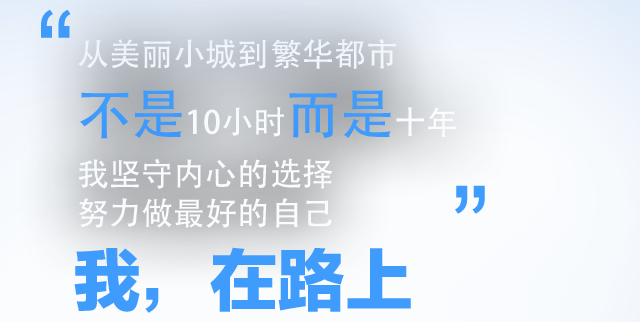 “从美丽小城到繁华都市
不是10小时而是十年
我坚守内心的选择
努力做最好的自己”
我，在路上